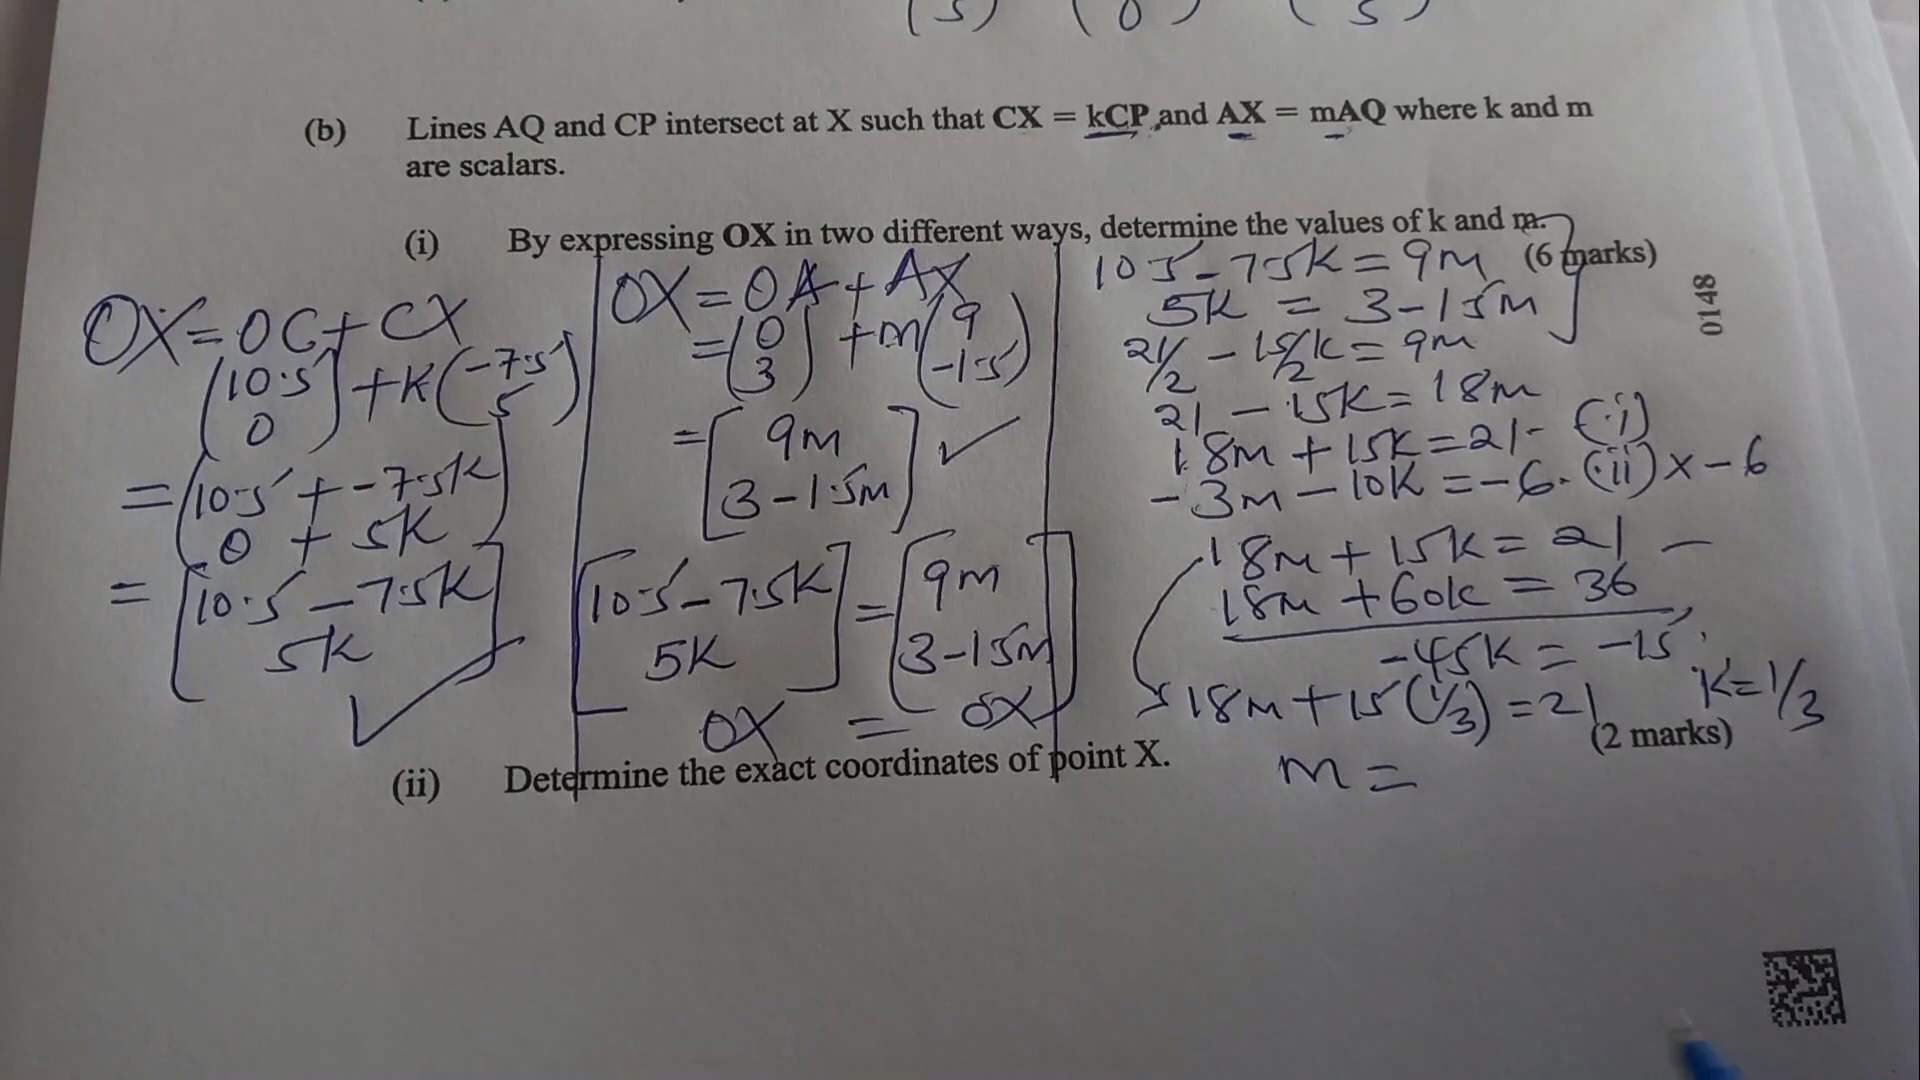 (5) (0) (5)
(b) Lines AQ and CP intersect at X such that CX = kCP and AX = mAQ where k and m
are scalars.
(i) By expressing OX in two different ways, determine the values of k and m.
(6 marks)
0148
OX = OC + CX
(10.5 0) + K(-7.5 5)
= (10.5 + -7.5K
0 + 5K)
= [10.5 - 7.5K
5K]
OX = OA + AX
= (0 3) + m(9 -1.5)
= [9m
3 - 1.5m]
[10.5 - 7.5K 5K] = [9m 3 - 1.5m]
OX = OX
10.5 - 7.5K = 9m
5K = 3 - 1.5m
21/2 - 15/2K = 9m
21 - 15K = 18m
18m + 15K = 21 - (i)
-3m - 10K = -6 - (ii) x -6
18m + 15K = 21 -
18m + 60K = 36
-45K = -15
K = 1/3
18m + 15(1/3) = 21
m =
(2 marks)
(ii) Determine the exact coordinates of point X.